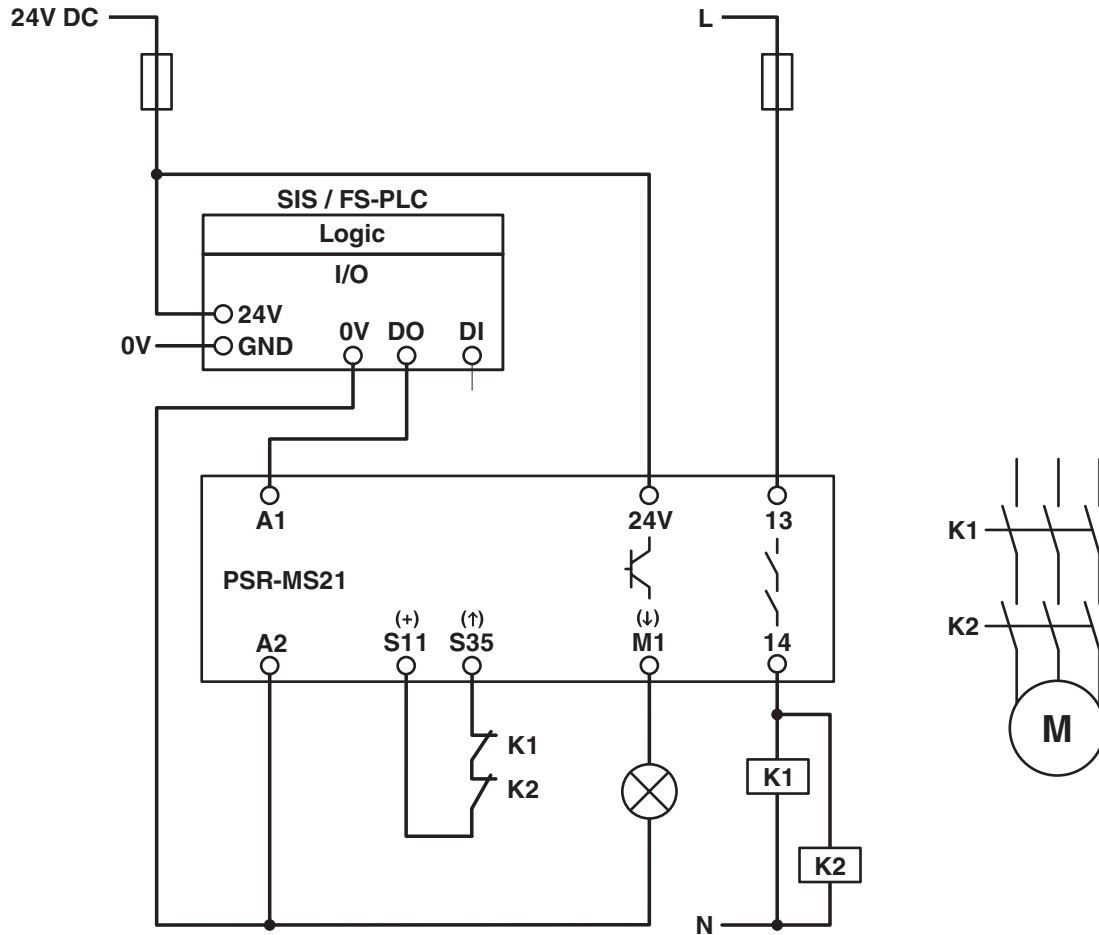 24V DC
L
SIS / FS-PLC
Logic
I/O
24V
0V DO DI
0V GND
A1 24V 13
PSR-MS21
(+) (↑) (↓)
A2 S11 S35 M1 14
K1
K2
K1
K2
N
K1
K2
M